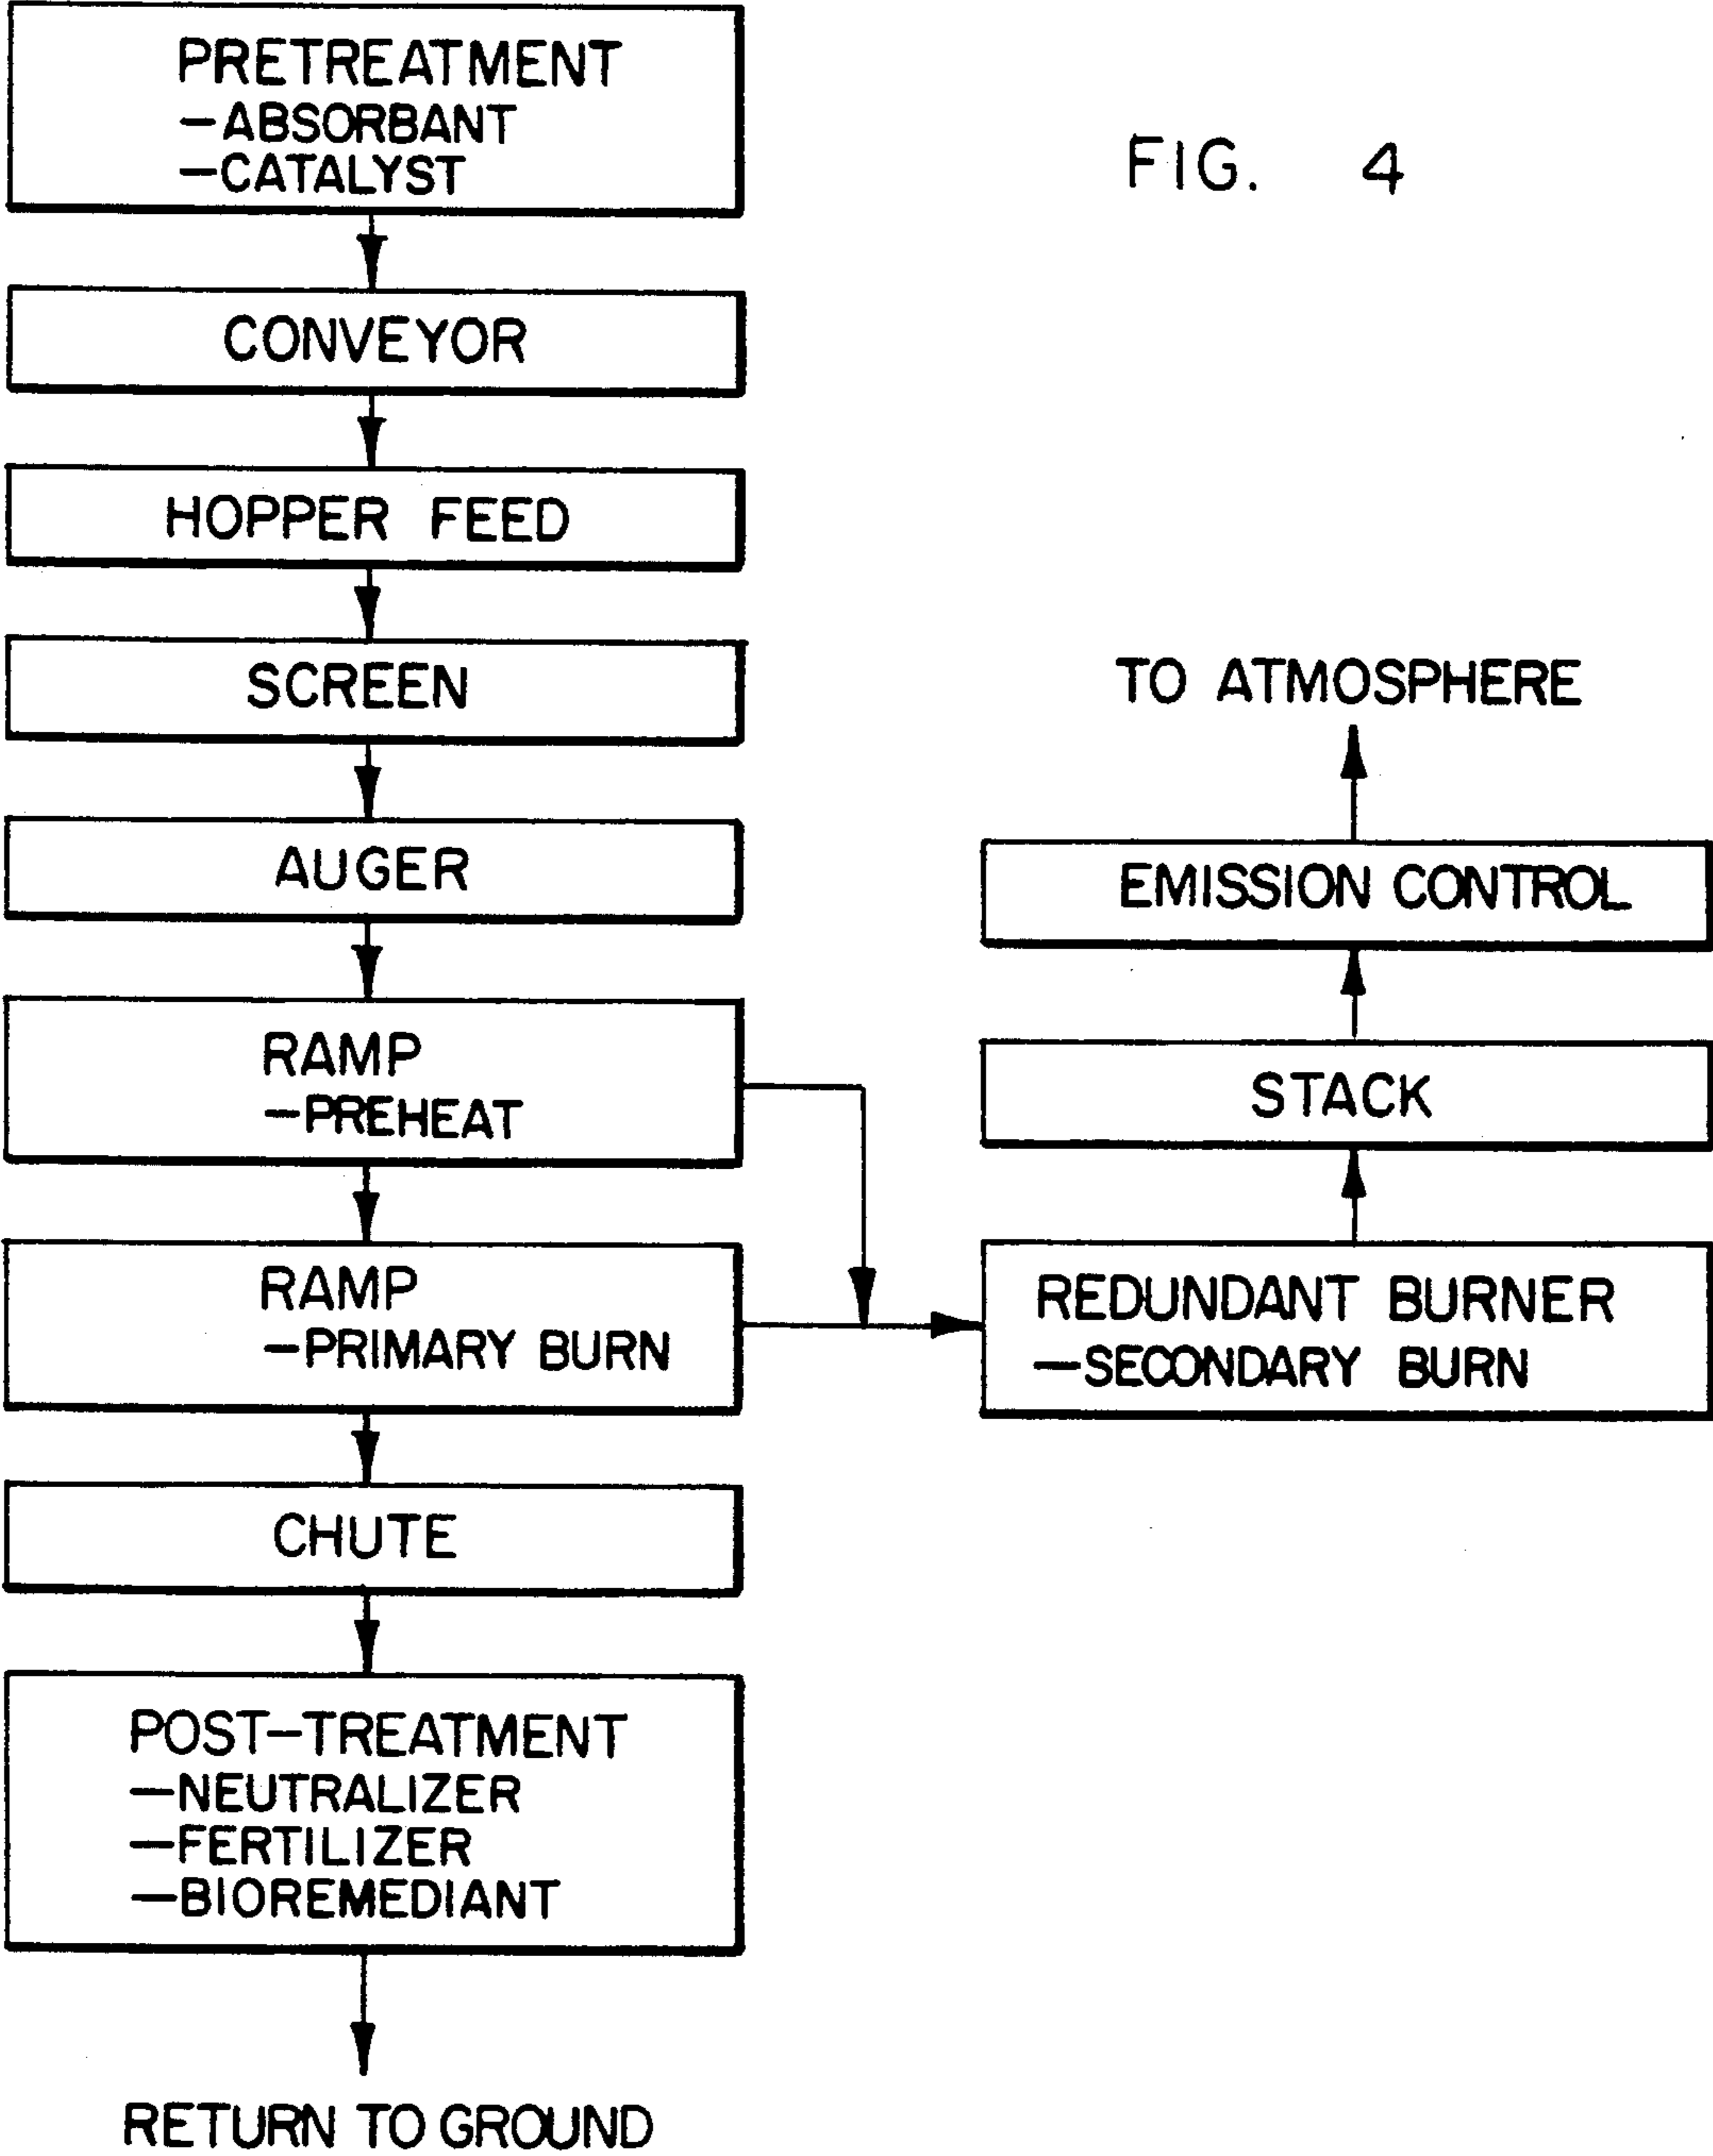 PRETREATMENT
—ABSORBANT
—CATALYST
FIG. 4
CONVEYOR
HOPPER FEED
SCREEN
AUGER
RAMP
—PREHEAT
RAMP
—PRIMARY BURN
CHUTE
POST—TREATMENT
—NEUTRALIZER
—FERTILIZER
—BIOREMEDIANT
RETURN TO GROUND
TO ATMOSPHERE
EMISSION CONTROL
STACK
REDUNDANT BURNER
—SECONDARY BURN